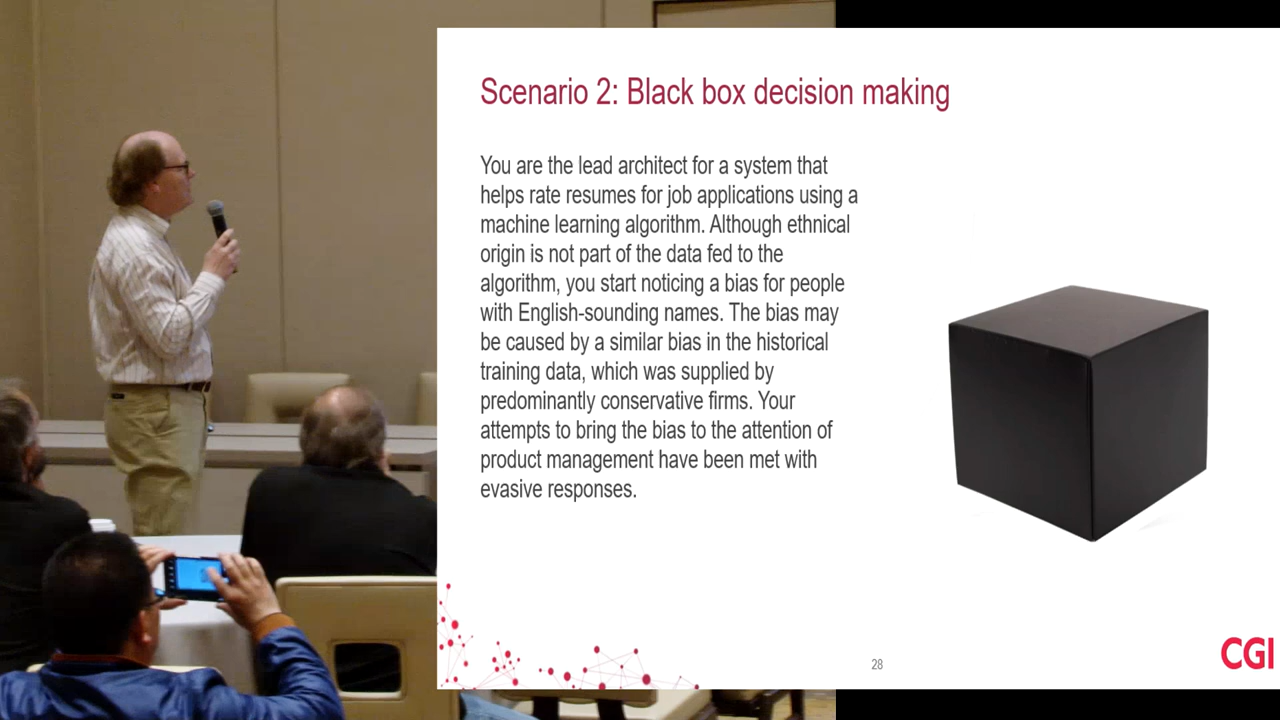 Scenario 2: Black box decision making
You are the lead architect for a system that
helps rate resumes for job applications using a
machine learning algorithm. Although ethnical
origin is not part of the data fed to the
algorithm, you start noticing a bias for people
with English-sounding names. The bias may
be caused by a similar bias in the historical
training data, which was supplied by
predominantly conservative firms. Your
attempts to bring the bias to the attention of
product management have been met with
evasive responses.
28
CGI